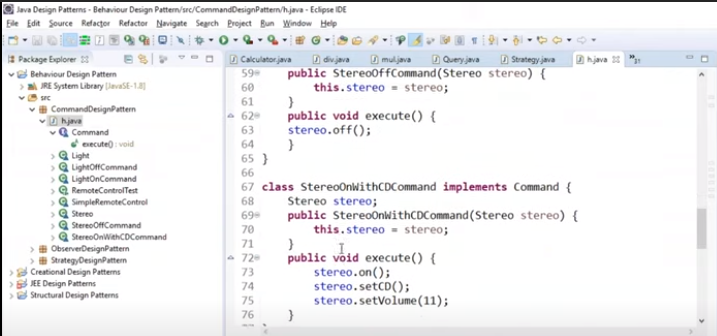 Java Design Patterns - Behaviour Design Pattern/src/CommandDesignPattern/h.java - Eclipse IDE
File Edit Source Refactor Refactor Navigate Search Project Run Window Help
Package Explorer
Calculator.java div.java mul.java Query.java Strategy.java h.java
Behaviour Design Pattern
JRE System Library [JavaSE-1.8]
src
CommandDesignPattern
h.java
Command
execute() : void
Light
LightOffCommand
LightOnCommand
RemoteControlTest
SimpleRemoteControl
Stereo
StereoOffCommand
StereoOnWithCDCommand
ObserverDesignPattern
StrategyDesignPattern
Creational Design Patterns
JEE Design Patterns
Structural Design Patterns
59 public StereoOffCommand(Stereo stereo) {
60 this.stereo = stereo;
61 }
62 public void execute() {
63 stereo.off();
64 }
65 }
66
67 class StereoOnWithCDCommand implements Command {
68 Stereo stereo;
69 public StereoOnWithCDCommand(Stereo stereo) {
70 this.stereo = stereo;
71 }
72 public void execute() {
73 stereo.on();
74 stereo.setCD();
75 stereo.setVolume(11);
76 }